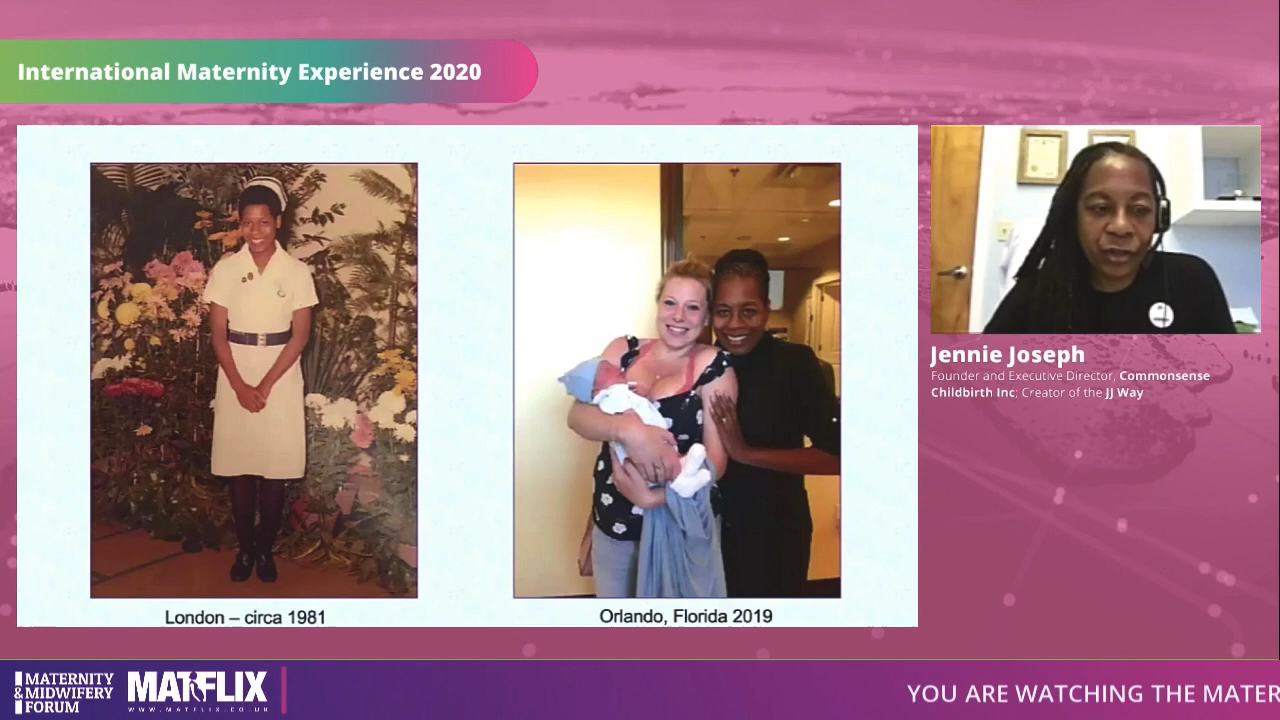 International Maternity Experience 2020
London – circa 1981
Orlando, Florida 2019
Jennie Joseph
Founder and Executive Director, Commonsense
Childbirth Inc; Creator of the JJ Way
MATERNITY
& MIDWIFERY
FORUM
MATFLIX
WWW.MATFLIX.CO.UK
YOU ARE WATCHING THE MATER